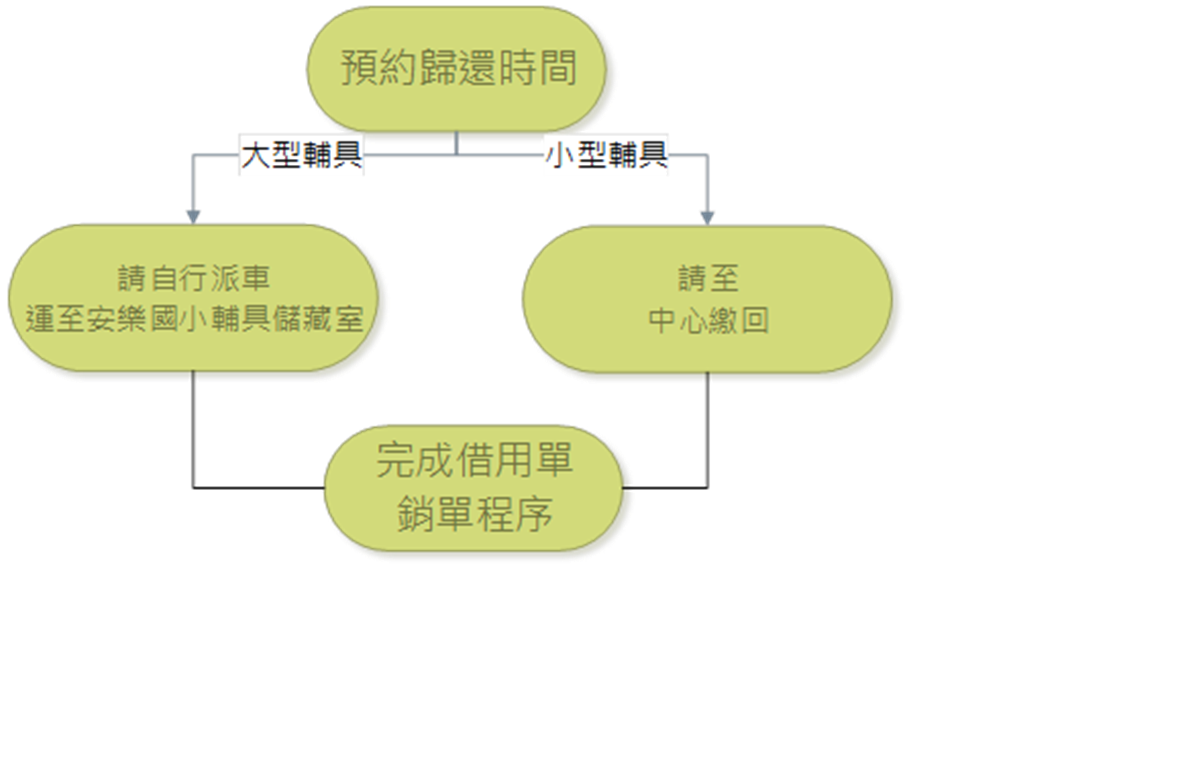 預約歸還時間
大型輔具
小型輔具
請自行派車
運至安樂國小輔具儲藏室
請至
中心繳回
完成借用單
銷單程序